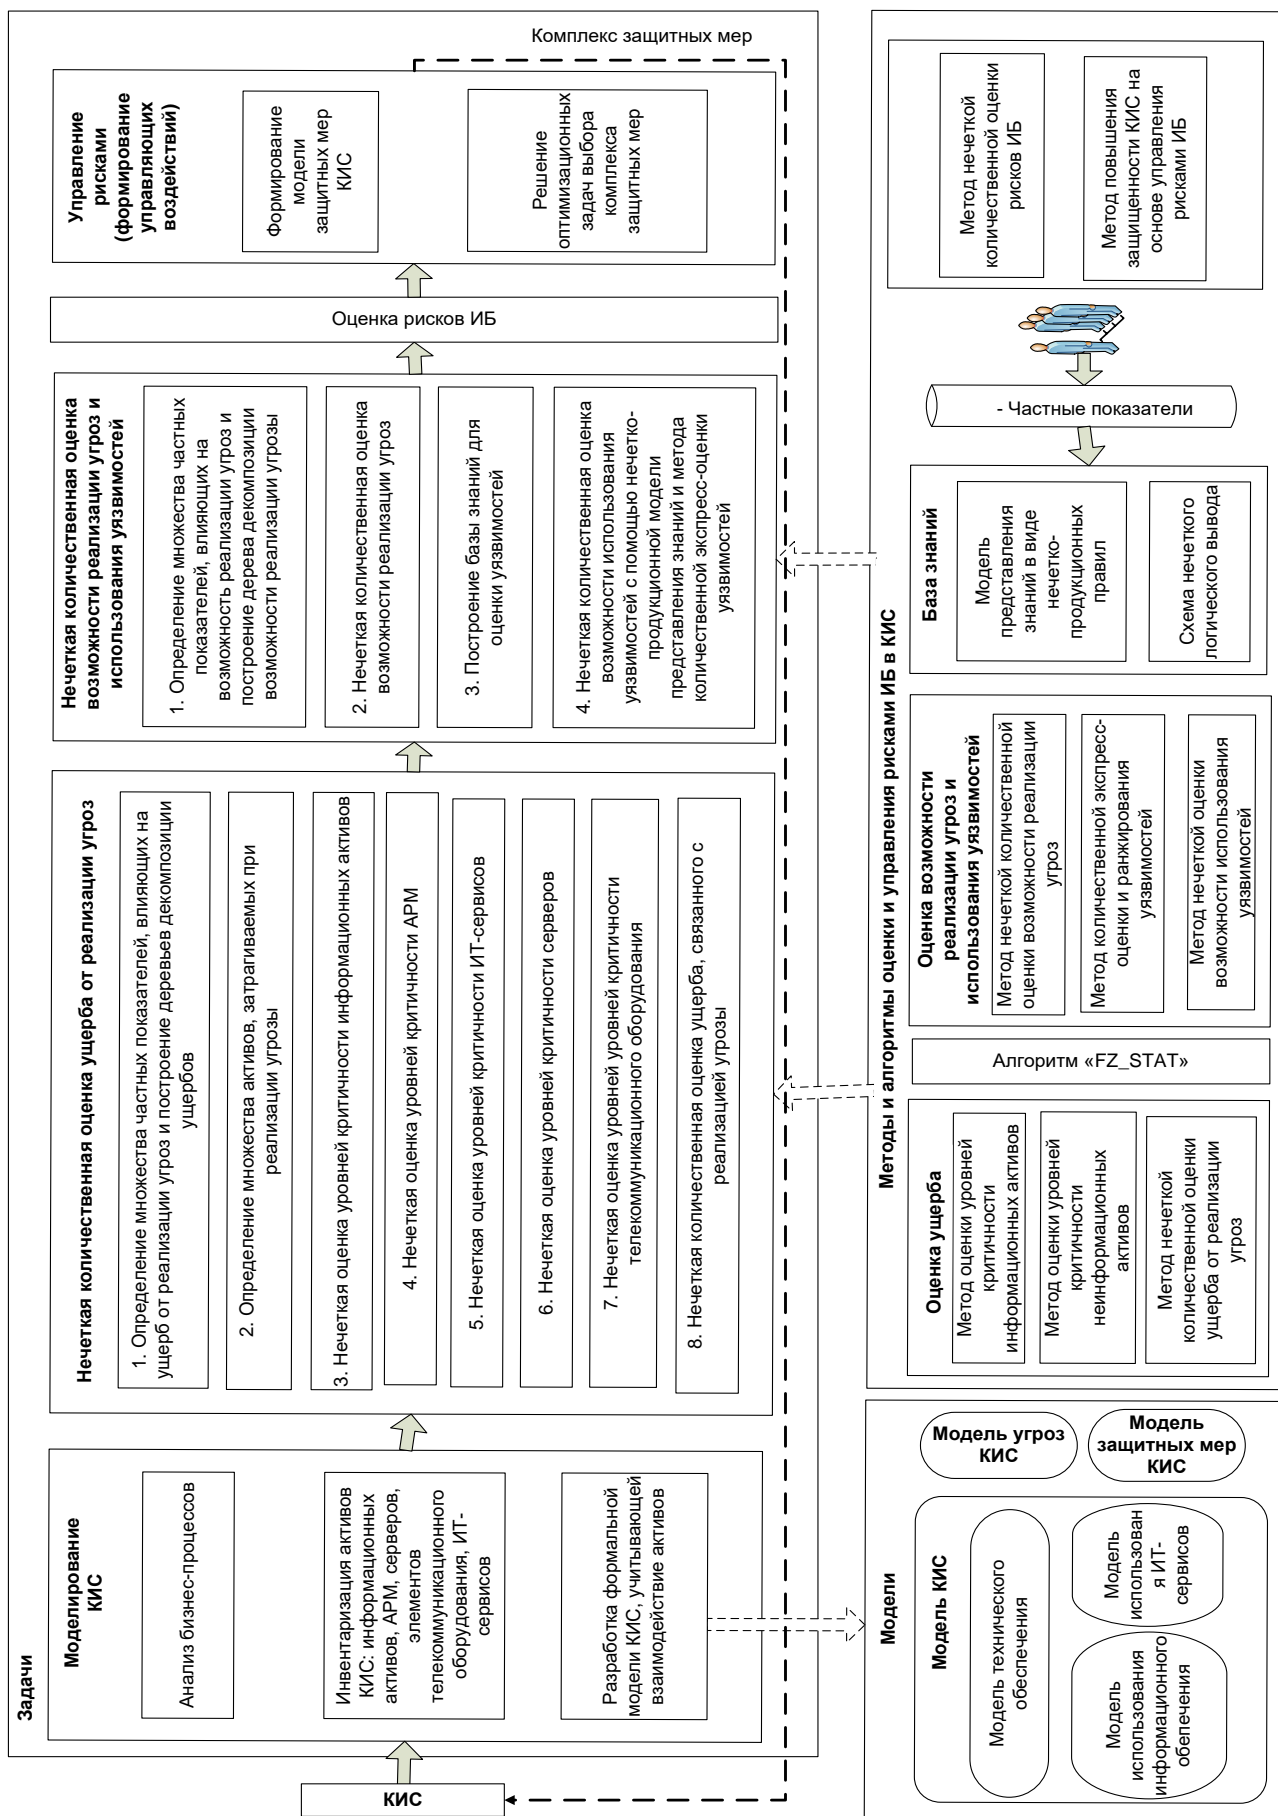 Задачи
КИС
Моделирование
КИС
Анализ бизнес-процессов
Инвентаризация активов
КИС: информационных
активов, АРМ, серверов,
элементов
телекоммуникационного
оборудования, ИТ-
сервисов
Разработка формальной
модели КИС, учитывающей
взаимодействие активов
Нечеткая количественная оценка ущерба от реализации угроз
1. Определение множества частных показателей, влияющих на
ущерб от реализации угроз и построение деревьев декомпозиции
ущербов
2. Определение множества активов, затрагиваемых при
реализации угрозы
3. Нечеткая оценка уровней критичности информационных активов
4. Нечеткая оценка уровней критичности АРМ
5. Нечеткая оценка уровней критичности ИТ-сервисов
6. Нечеткая оценка уровней критичности серверов
7. Нечеткая оценка уровней уровней критичности
телекоммуникационного оборудования
8. Нечеткая количественная оценка ущерба, связанного с
реализацией угрозы
Нечеткая количественная оценка
возможности реализации угроз и
использования уязвимостей
1. Определение множества частных
показателей, влияющих на
возможность реализации угроз и
построение дерева декомпозиции
возможности реализации угрозы
2. Нечеткая количественная оценка
возможности реализации угроз
3. Построение базы знаний для
оценки уязвимостей
4. Нечеткая количественная оценка
возможности использования
уязвимостей с помощью нечетко-
продукционной модели
представления знаний и метода
количественной экспресс-оценки
уязвимостей
Оценка рисков ИБ
Управление
рисками
(формирование
управляющих
воздействий)
Формирование
модели
защитных мер
КИС
Решение
оптимизационных
задач выбора
комплекса
защитных мер
Комплекс защитных мер
Модели
Модель КИС
Модель технического
обеспечения
Модель
использования
информационного
обепечения
Модель
использован
я ИТ-
сервисов
Модель угроз
КИС
Модель
защитных мер
КИС
Методы и алгоритмы оценки и управления рисками ИБ в КИС
Оценка ущерба
Метод оценки уровней
критичности
информационных активов
Метод оценки уровней
критичности
неинформационных
активов
Метод нечеткой
количественной оценки
ущерба от реализации
угроз
Алгоритм «FZ_STAT»
Оценка возможности
реализации угроз и
использования уязвимостей
Метод нечеткой количественной
оценки возможности реализации
угроз
Метод количественной экспресс-
оценки и ранжирования
уязвимостей
Метод нечеткой оценки
возможности использования
уязвимостей
База знаний
Модель
представления
знаний в виде
нечетко-
продукционных
правил
Схема нечеткого
логического вывода
- Частные показатели
Метод нечеткой
количественной оценки
рисков ИБ
Метод повышения
защищенности КИС на
основе управления
рисками ИБ